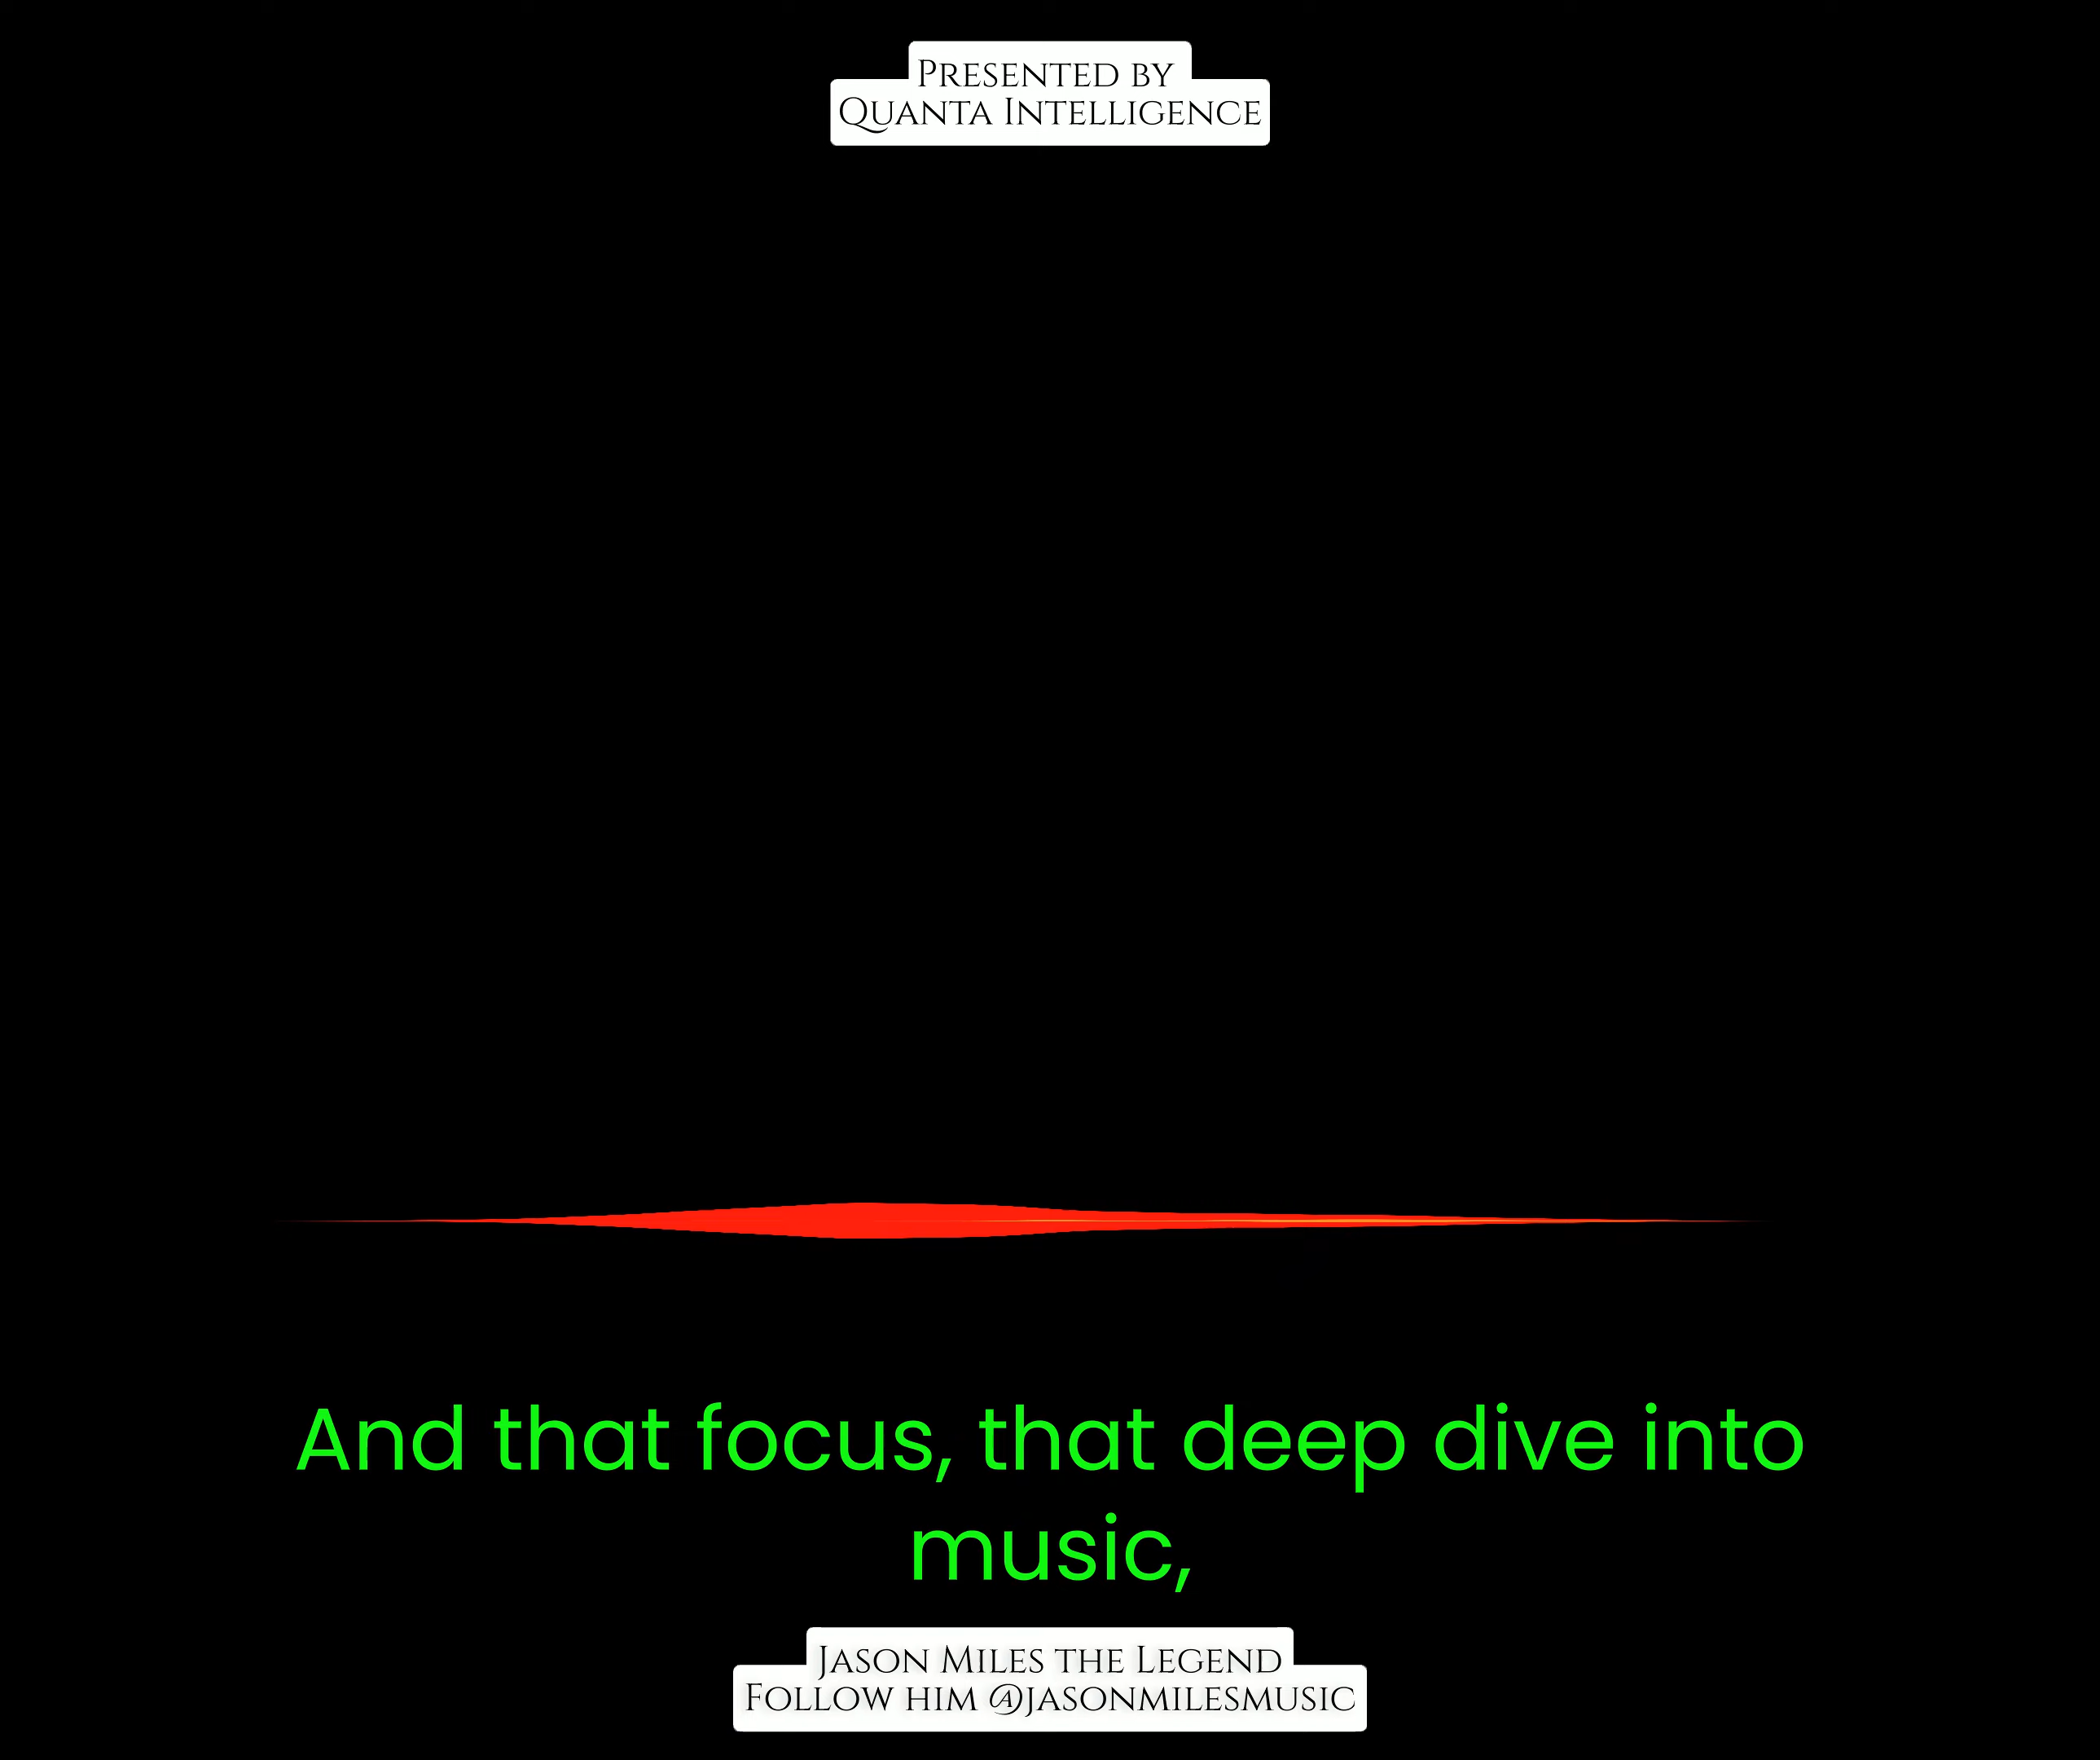 Presented by
Quanta Intelligence
And that focus, that deep dive into
music,
Jason Miles the Legend
Follow him @jasonmilesmusic